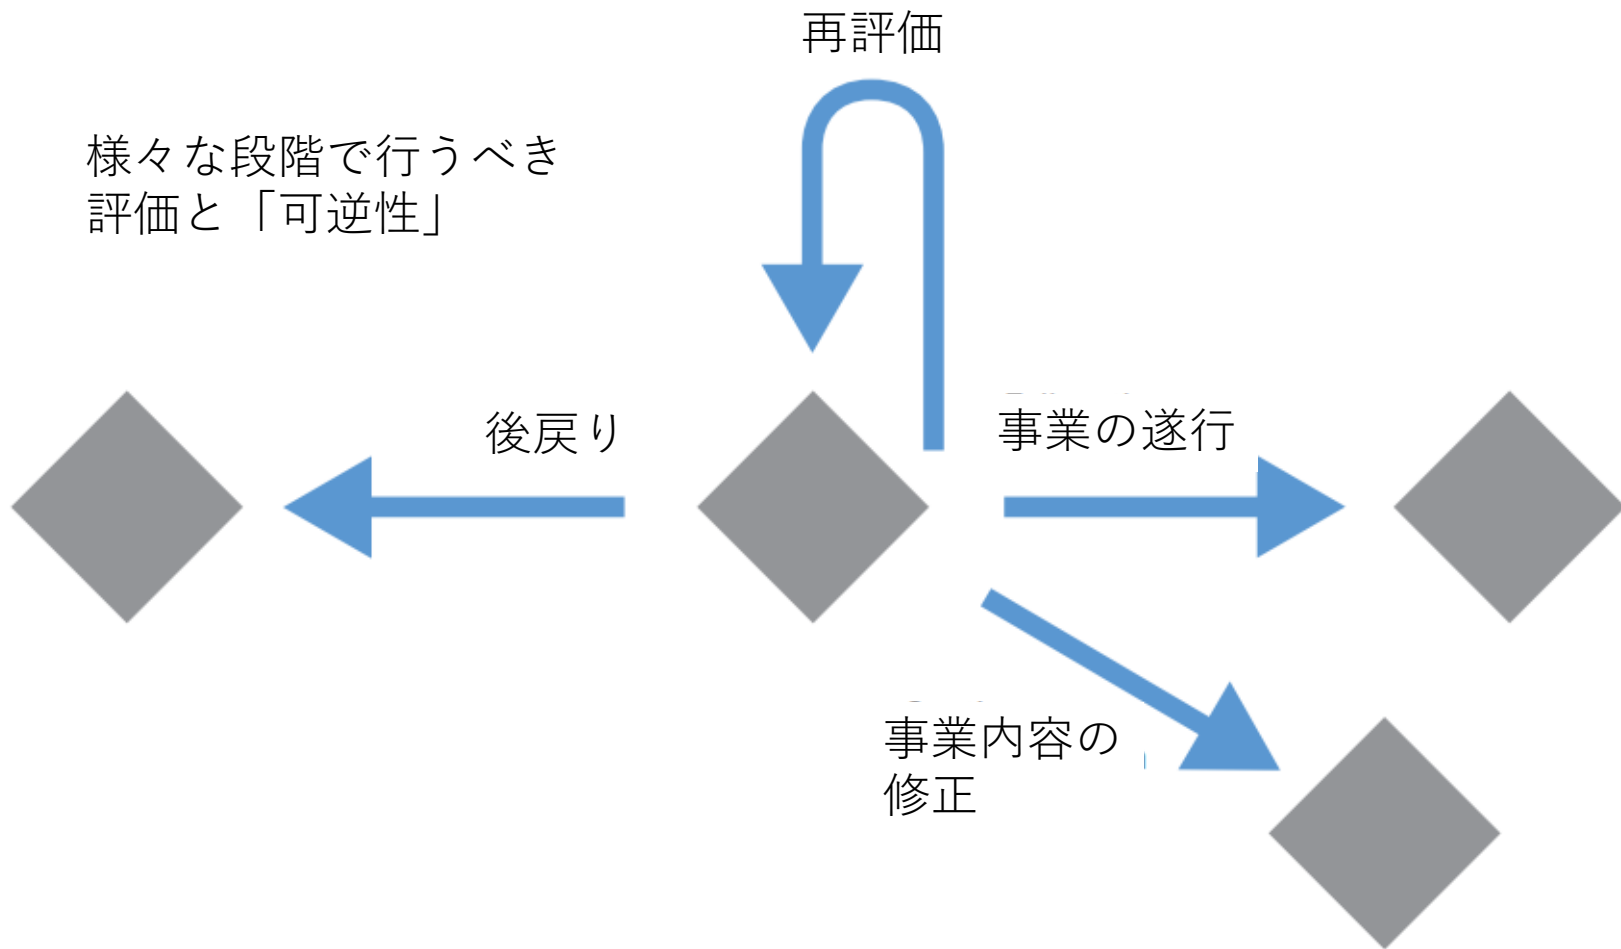 再評価
様々な段階で行うべき
評価と「可逆性」
後戻り
事業の遂行
事業内容の
修正